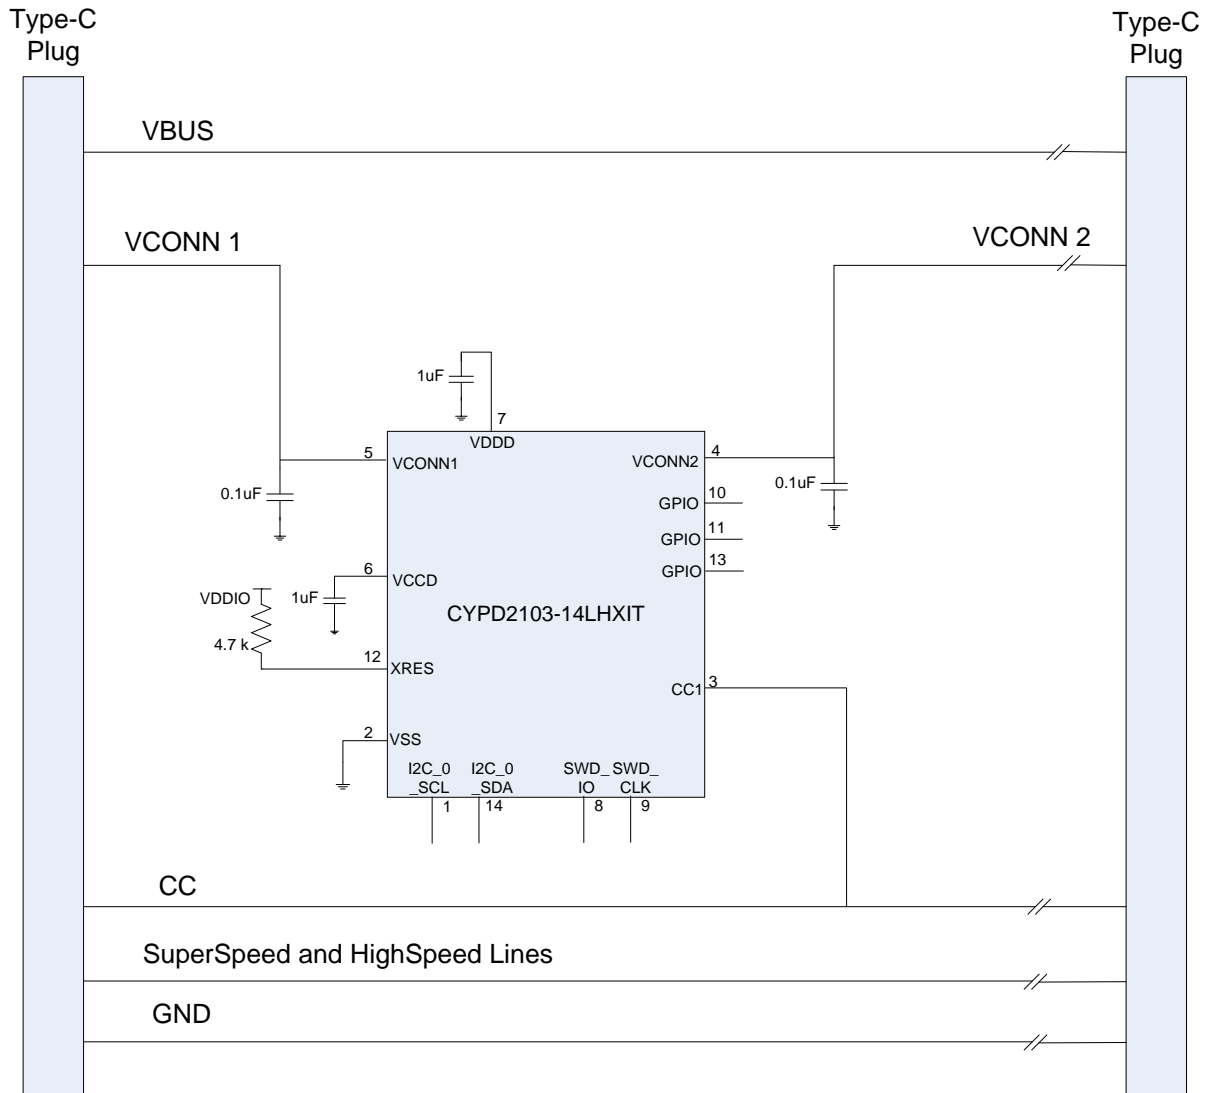 Type-C
Plug
Type-C
Plug
VBUS
VCONN 1
VCONN 2
1uF
7
VDDD
5
VCONN1
VCONN2
4
0.1uF
0.1uF
GPIO
10
GPIO
11
GPIO
13
6
VCCD
VDDIO
1uF
CYPD2103-14LHXIT
4.7 k
12
XRES
CC1
3
2
VSS
I2C_0
_SCL
I2C_0
_SDA
SWD_
IO
SWD_
CLK
1
14
8
9
CC
SuperSpeed and HighSpeed Lines
GND